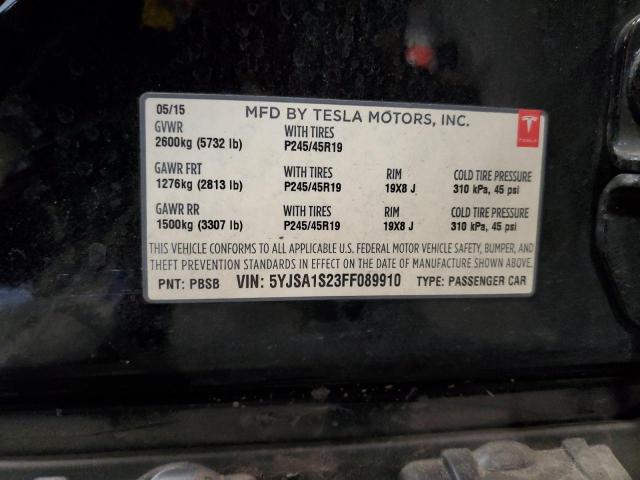 05/15 MFD BY TESLA MOTORS, INC.
GVWR WITH TIRES
2600kg (5732 lb) P245/45R19
TESLA
GAWR FRT WITH TIRES RIM COLD TIRE PRESSURE
1276kg (2813 lb) P245/45R19 19X8 J 310 kPa, 45 psi
GAWR RR WITH TIRES RIM COLD TIRE PRESSURE
1500kg (3307 lb) P245/45R19 19X8 J 310 kPa, 45 psi
THIS VEHICLE CONFORMS TO ALL APPLICABLE U.S. FEDERAL MOTOR VEHICLE SAFETY, BUMPER, AND
THEFT PREVENTION STANDARDS IN EFFECT ON THE DATE OF MANUFACTURE SHOWN ABOVE.
PNT: PBSB VIN: 5YJSA1S23FF089910 TYPE: PASSENGER CAR